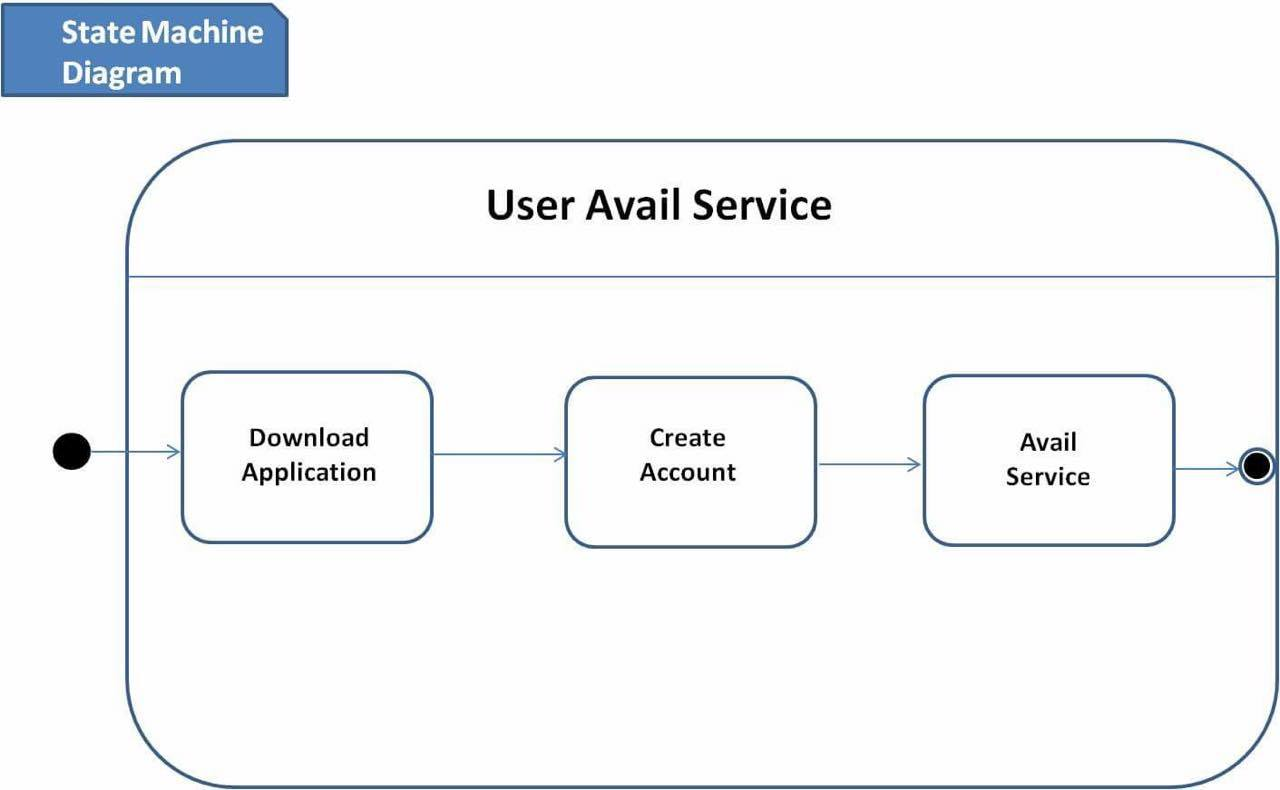 State Machine
Diagram
User Avail Service
Download
Application
Create
Account
Avail
Service